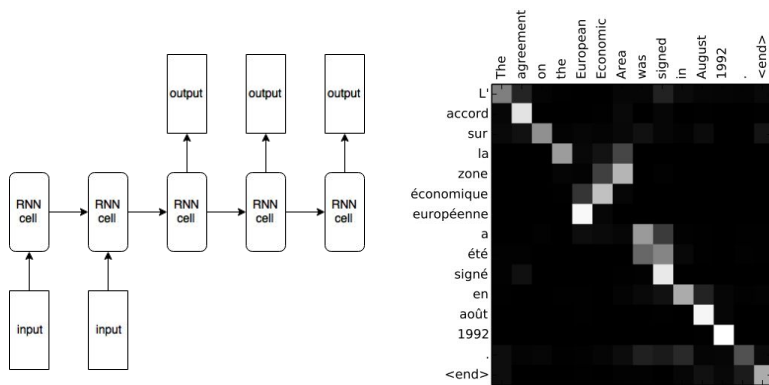 output output output
RNN cell RNN cell RNN cell RNN cell RNN cell
input input
The agreement on the European Economic Area was signed in August 1992 . <end>
L'
accord
sur
la
zone
économique
européenne
a
été
signé
en
août
1992
.
<end>